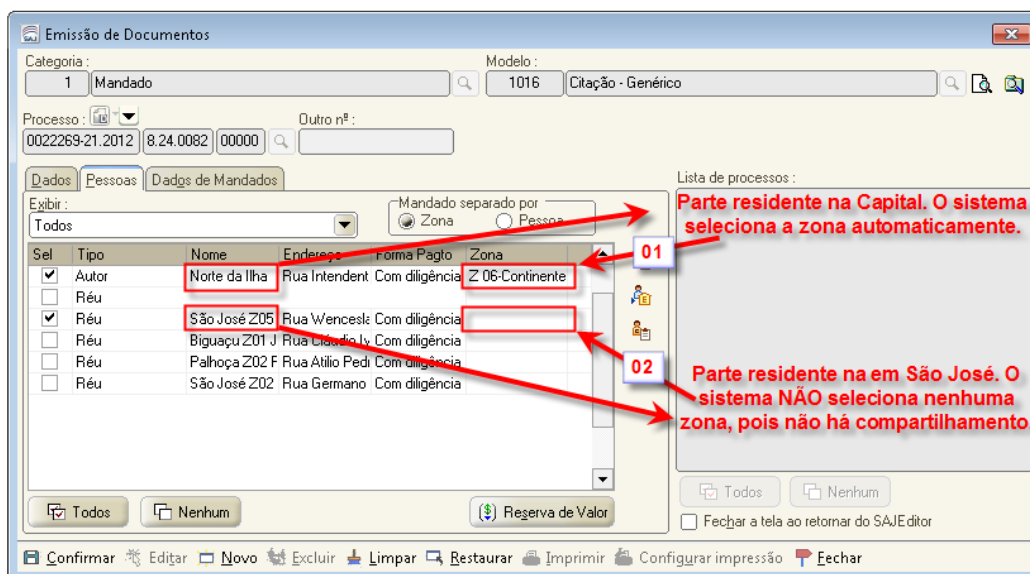 Emissão de Documentos
Categoria : Modelo :
1 Mandado 1016 Citação - Genérico
Processo : Outro nº :
0022269-21.2012 8.24.0082 00000
Dados Pessoas Dados de Mandados Lista de processos :
Exibir : Mandado separado por
Todos Zona Pessoa
Parte residente na Capital. O sistema
seleciona a zona automaticamente.
Sel Tipo Nome Endereço Forma Pagto Zona
01
Autor Norte da Ilha Rua Intendent Com diligência Z 06-Continente
Réu
Réu São José Z05 Rua Wencesla Com diligência
Réu Biguaçu Z01 J Rua Cláudio Iv Com diligência
Réu Palhoça Z02 F Rua Atilio Pedr Com diligência
Réu São José Z02 Rua Germano Com diligência
02
Parte residente na em São José. O
sistema NÃO seleciona nenhuma
zona, pois não há compartilhamento.
Todos Nenhum Reserva de Valor
Todos Nenhum
Fechar a tela ao retornar do SAJEditor
Confirmar Editar Novo Excluir Limpar Restaurar Imprimir Configurar impressão Fechar